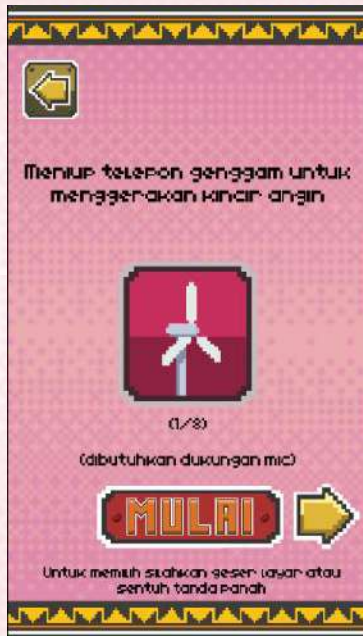 Meniup telepon genggam untuk
menggerakan kincir angin
(1/8)
(dibutuhkan dukungan mic)
MULAI
Untuk memilih silahkan geser layar atau
sentuh tanda panah